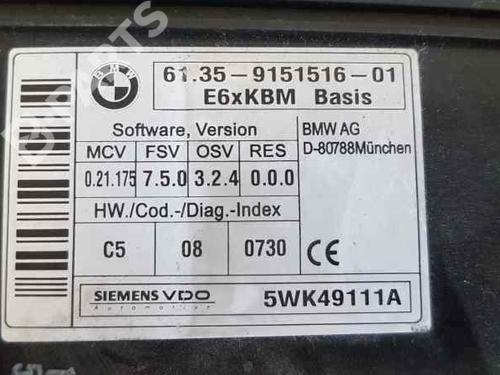 BMW
61.35-9151516-01
E6xKBM Basis
Software, Version
MCV FSV OSV RES
0.21.175 7.5.0 3.2.4 0.0.0
HW./Cod.-/Diag.-Index
C5 08 0730
BMW AG
D-80788München
CE
SIEMENS VDO
Automotive
5WK49111A